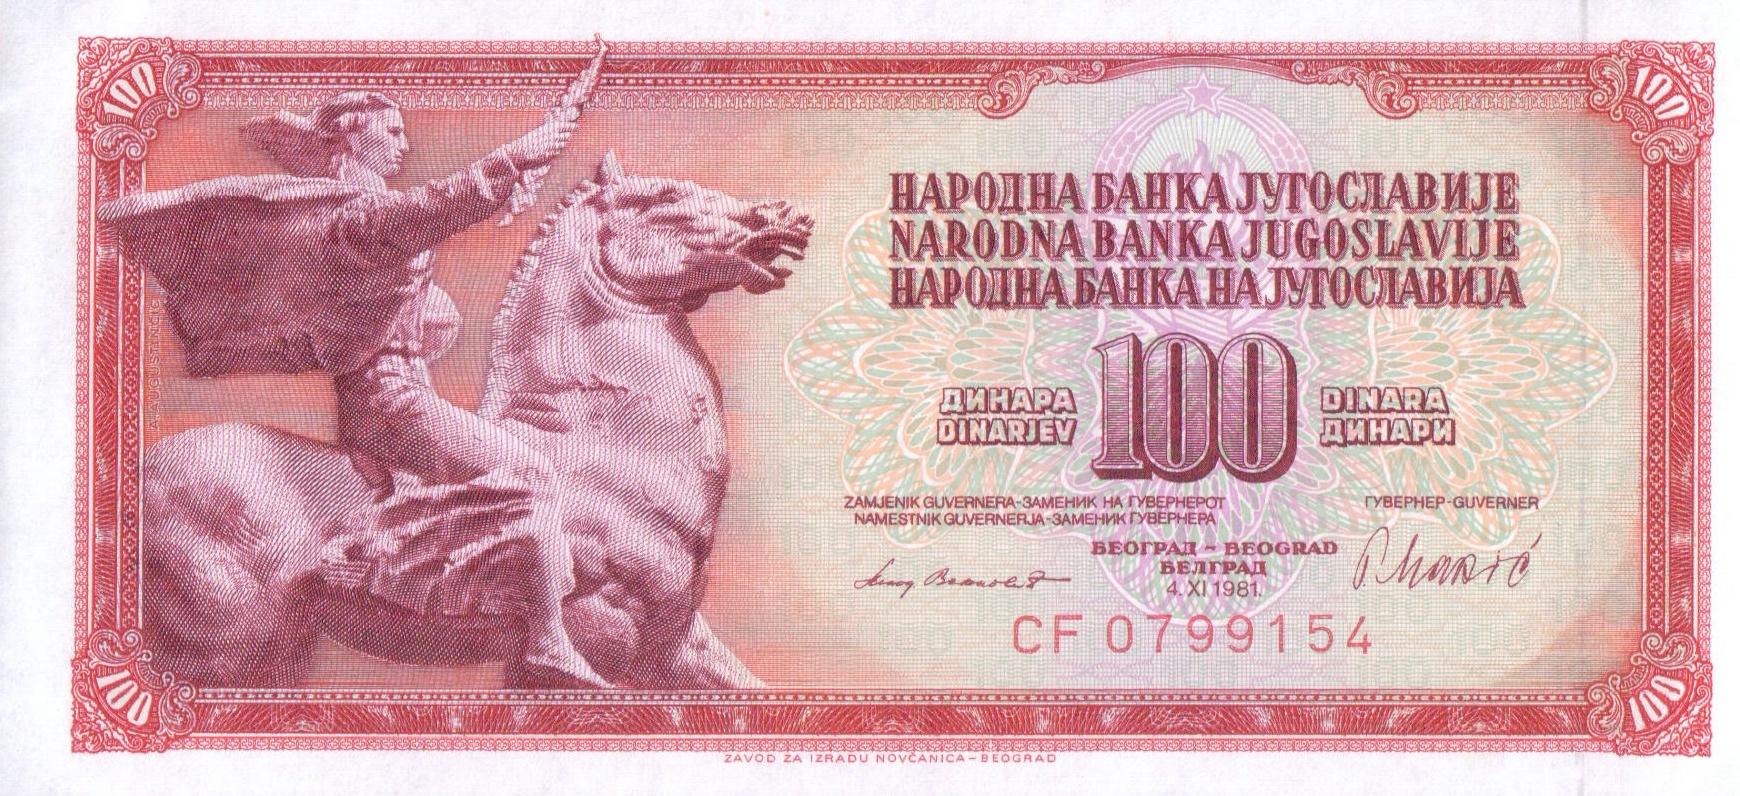 100
100
НАРОДНА БАНКА ЈУГОСЛАВИЈЕ
NARODNA BANKA JUGOSLAVIJE
НАРОДНА БАНКА НА ЈУГОСЛАВИЈА
100
ДИНАРА
DINARJEV
DINARA
ДИНАРИ
ZAMJENIK GUVERNERA-ЗАМЕНИК НА ГУВЕРНЕРОТ
NAMESTNIK GUVERNERJA-ЗАМЕНИК ГУВЕРНЕРА
ГУВЕРНЕР-GUVERNER
БЕОГРАД - BEOGRAD
БЕЛГРАД
4. XI 1981.
CF 0799154
100
100
ZAVOD ZA IZRADU NOVČANICA-BEOGRAD